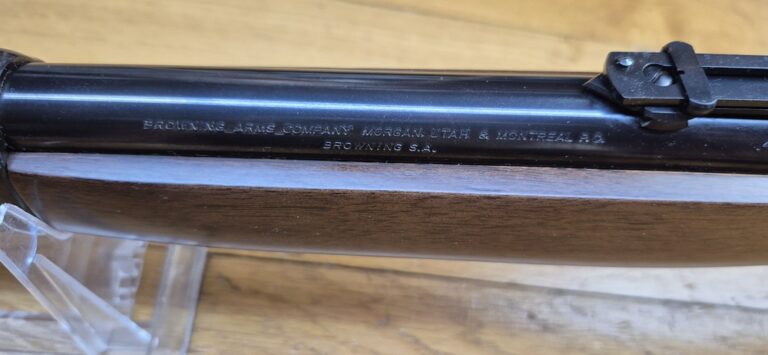 BROWNING ARMS COMPANY MORGAN, UTAH & MONTREAL P.Q.
BROWNING S.A.